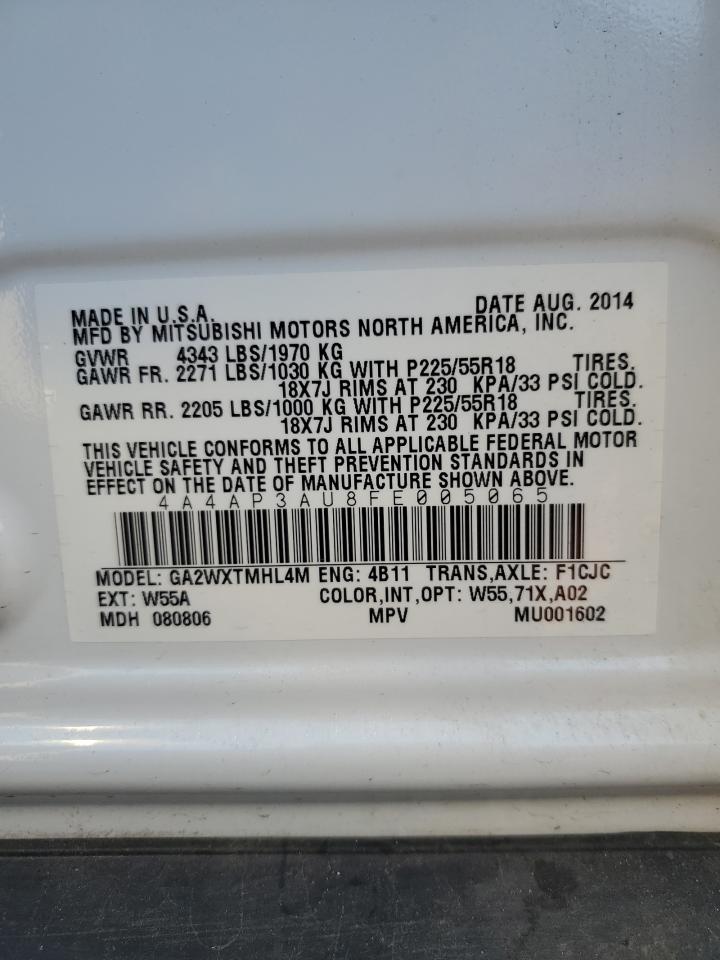 MADE IN U.S.A. DATE AUG. 2014
MFD BY MITSUBISHI MOTORS NORTH AMERICA, INC.
GVWR 4343 LBS/1970 KG
GAWR FR. 2271 LBS/1030 KG WITH P225/55R18 TIRES.
18X7J RIMS AT 230 KPA/33 PSI COLD.
GAWR RR. 2205 LBS/1000 KG WITH P225/55R18 TIRES.
18X7J RIMS AT 230 KPA/33 PSI COLD.
THIS VEHICLE CONFORMS TO ALL APPLICABLE FEDERAL MOTOR
VEHICLE SAFETY AND THEFT PREVENTION STANDARDS IN
EFFECT ON THE DATE OF MANUFACTURE SHOWN ABOVE.
4A4AP3AU8FE005065
MODEL: GA2WXTMHL4M ENG: 4B11 TRANS,AXLE: F1CJC
EXT: W55A COLOR,INT,OPT: W55,71X,A02
MDH 080806 MPV MU001602